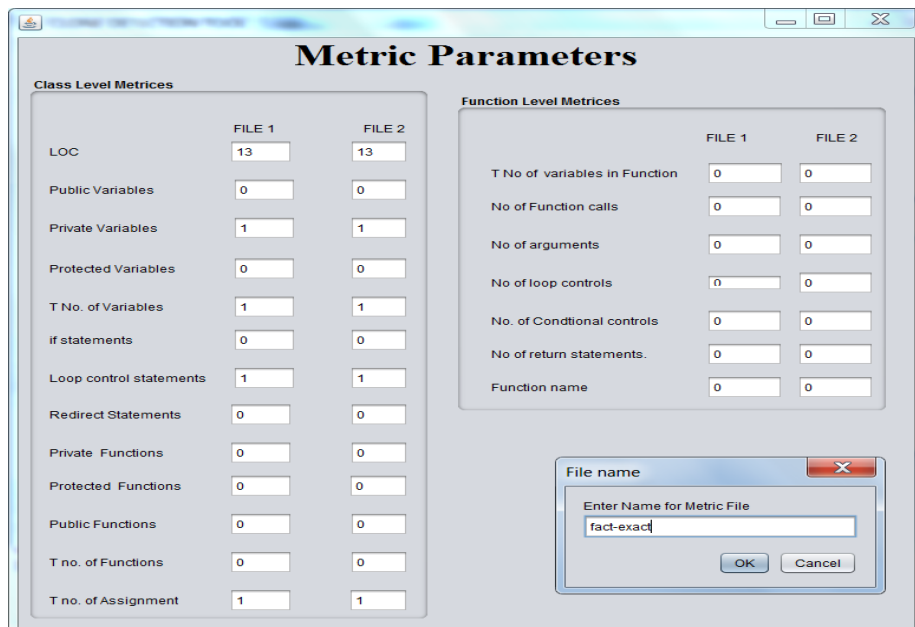 Metric Parameters
Class Level Metrices
FILE 1 FILE 2
LOC 13 13
Public Variables 0 0
Private Variables 1 1
Protected Variables 0 0
T No. of Variables 1 1
if statements 0 0
Loop control statements 1 1
Redirect Statements 0 0
Private Functions 0 0
Protected Functions 0 0
Public Functions 0 0
T no. of Functions 0 0
T no. of Assignment 1 1
Function Level Metrices
FILE 1 FILE 2
T No of variables in Function 0 0
No of Function calls 0 0
No of arguments 0 0
No of loop controls 0 0
No. of Condtional controls 0 0
No of return statements. 0 0
Function name 0 0
File name
Enter Name for Metric File
fact-exact
OK Cancel